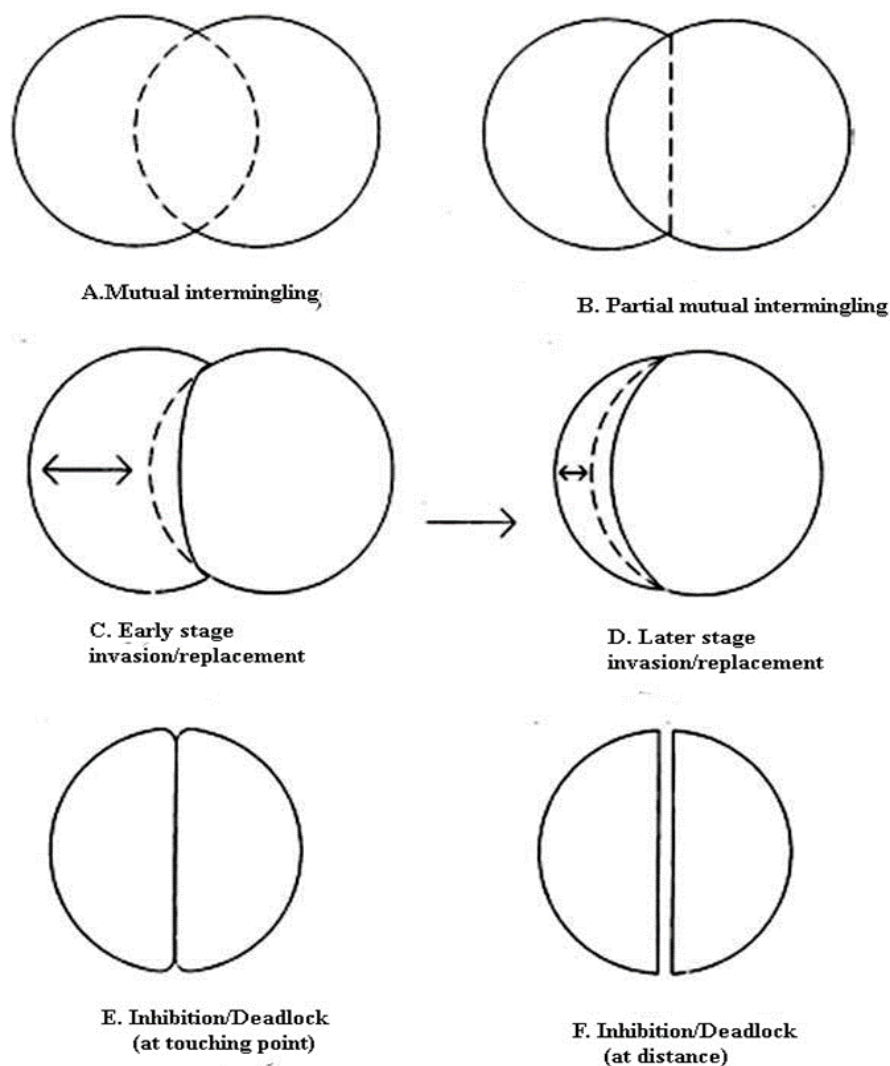 A.Mutual intermingling
B. Partial mutual intermingling
C. Early stage
invasion/replacement
D. Later stage
invasion/replacement
E. Inhibition/Deadlock
(at touching point)
F. Inhibition/Deadlock
(at distance)